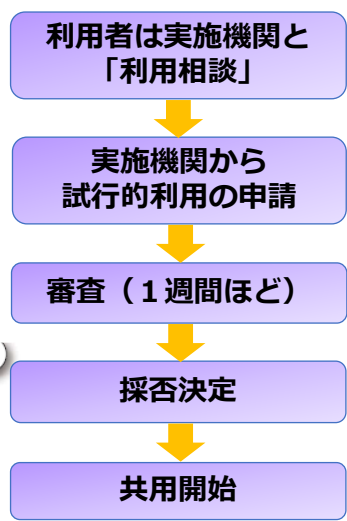 利用者は実施機関と
「利用相談」
実施機関から
試行的利用の申請
審査（１週間ほど）
採否決定
共用開始